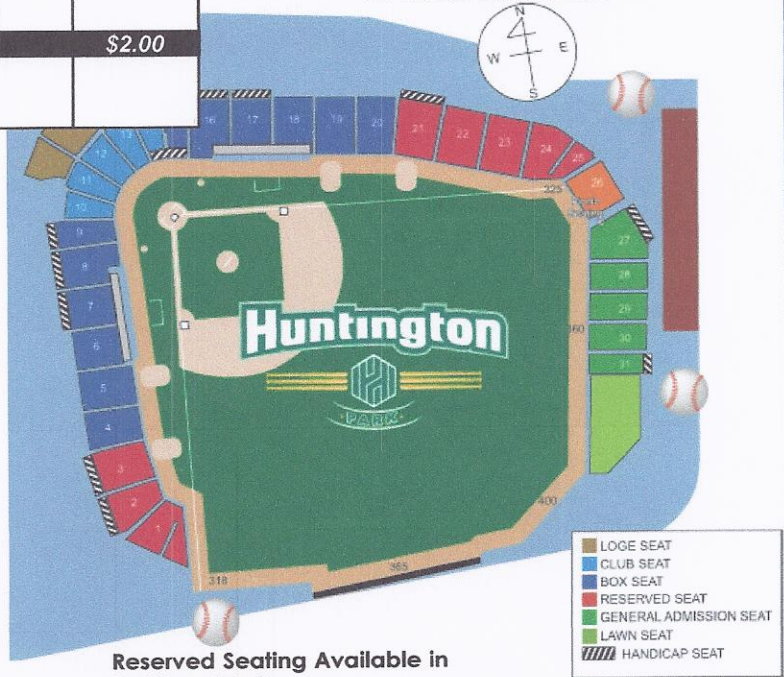 $2.00
N
W
E
S
13
12
11
10
9
8
7
6
5
4
3
2
1
16
17
18
19
20
21
22
23
24
25
26
27
28
29
30
31
325
360
400
365
318
Huntington
PARK
LOGE SEAT
CLUB SEAT
BOX SEAT
RESERVED SEAT
GENERAL ADMISSION SEAT
LAWN SEAT
HANDICAP SEAT
Reserved Seating Available in